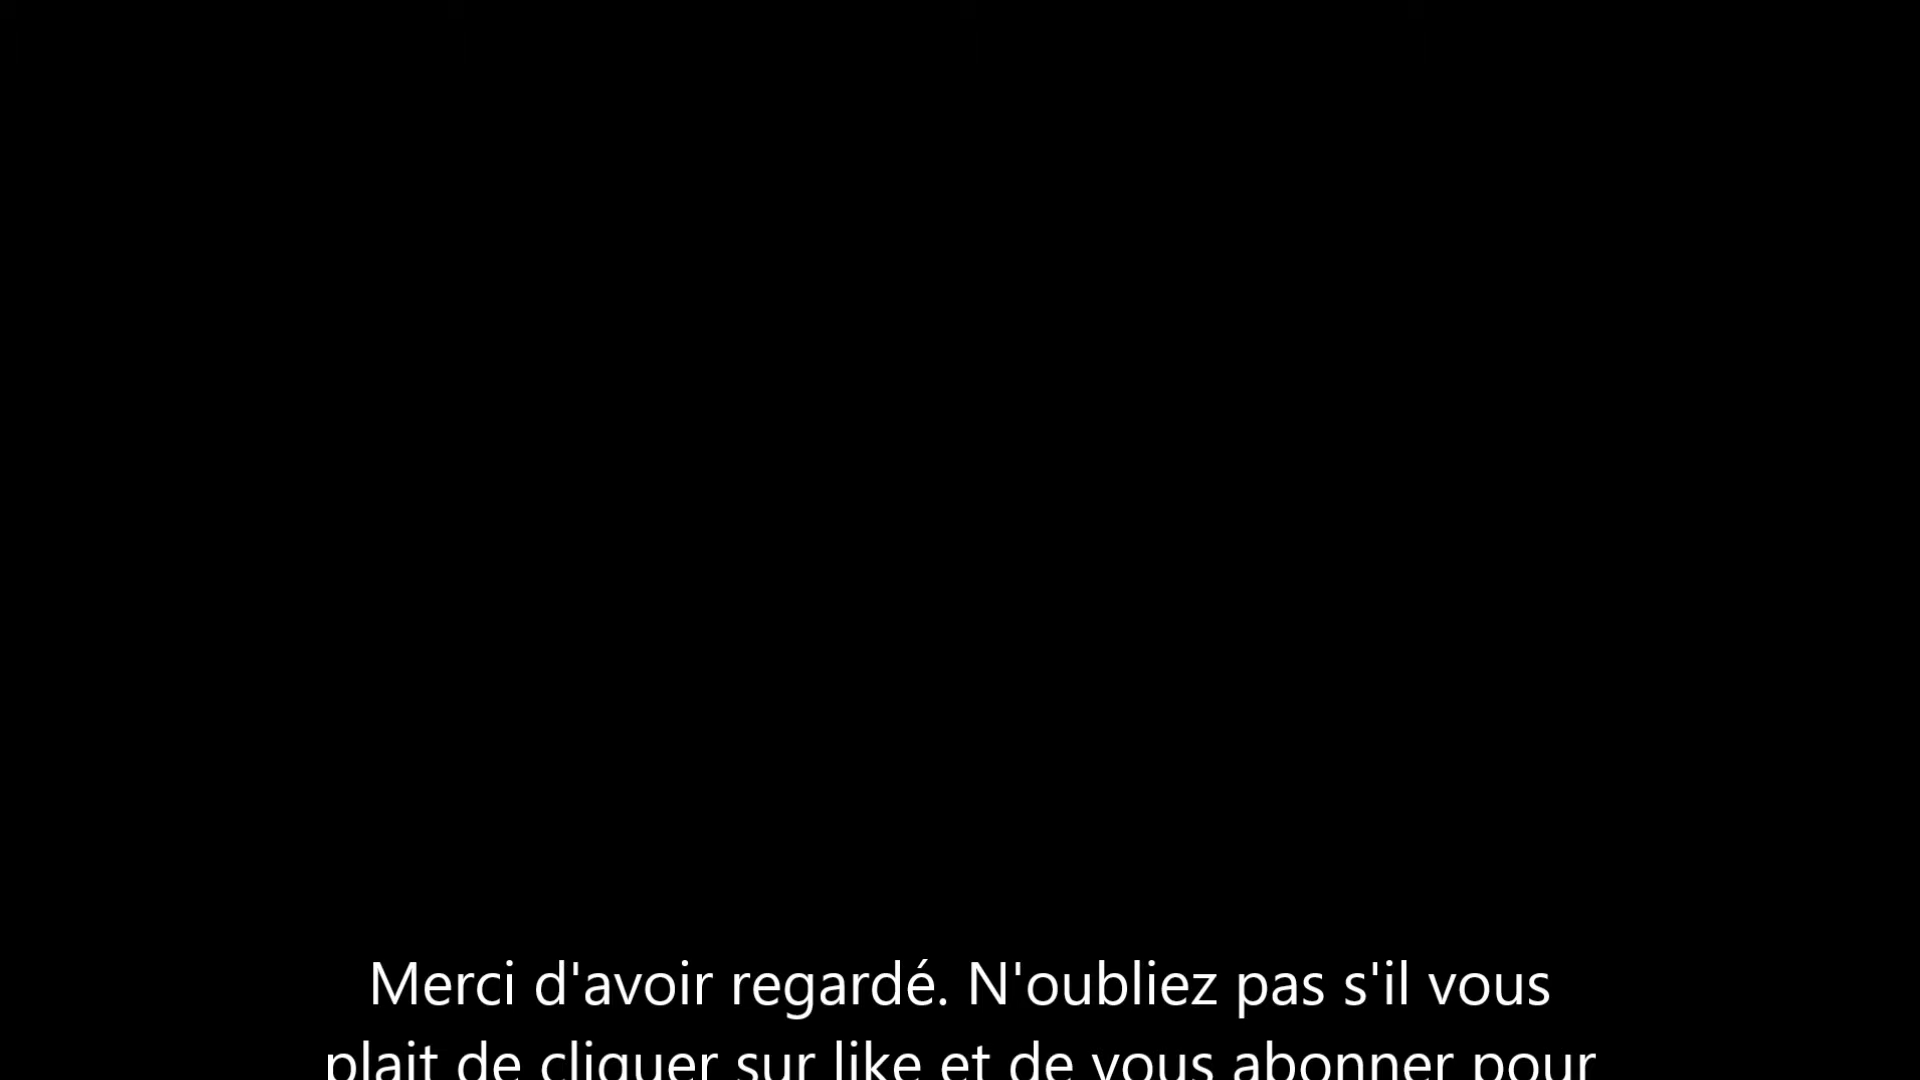 Merci d'avoir regardé. N'oubliez pas s'il vous
plait de cliquer sur like et de vous abonner pour